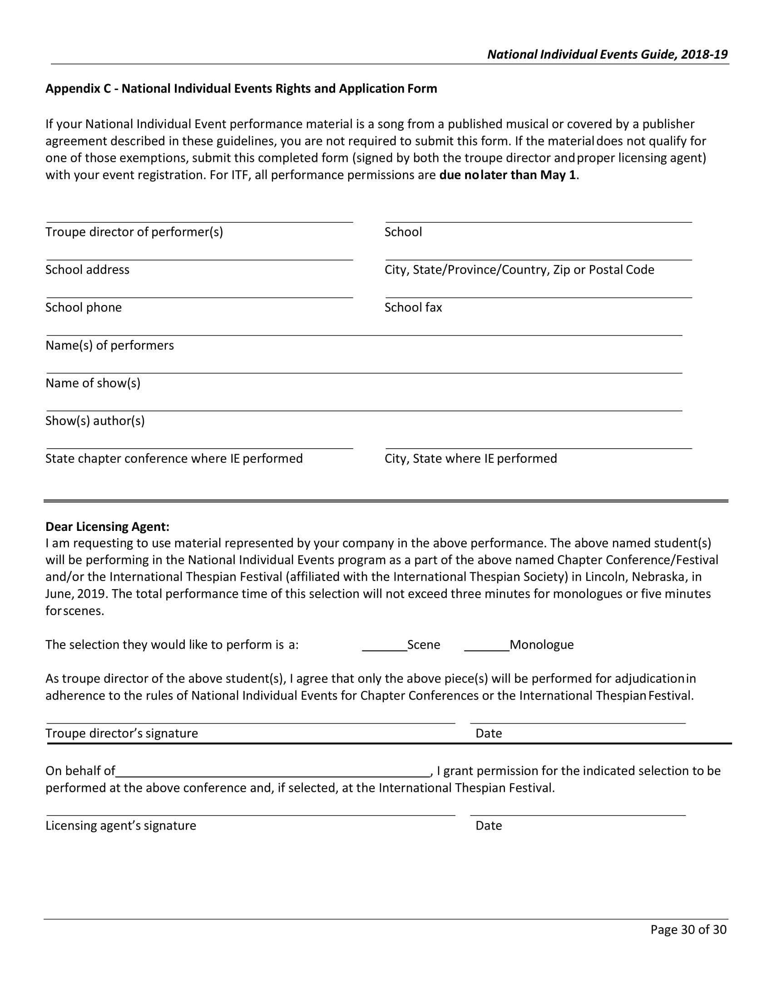 National Individual Events Guide, 2018-19
Appendix C - National Individual Events Rights and Application Form
If your National Individual Event performance material is a song from a published musical or covered by a publisher
agreement described in these guidelines, you are not required to submit this form. If the material does not qualify for
one of those exemptions, submit this completed form (signed by both the troupe director and proper licensing agent)
with your event registration. For ITF, all performance permissions are due no later than May 1.
Troupe director of performer(s) School
School address City, State/Province/Country, Zip or Postal Code
School phone School fax
Name(s) of performers
Name of show(s)
Show(s) author(s)
State chapter conference where IE performed City, State where IE performed
Dear Licensing Agent:
I am requesting to use material represented by your company in the above performance. The above named student(s)
will be performing in the National Individual Events program as a part of the above named Chapter Conference/Festival
and/or the International Thespian Festival (affiliated with the International Thespian Society) in Lincoln, Nebraska, in
June, 2019. The total performance time of this selection will not exceed three minutes for monologues or five minutes
for scenes.
The selection they would like to perform is a: _______Scene _______Monologue
As troupe director of the above student(s), I agree that only the above piece(s) will be performed for adjudication in
adherence to the rules of National Individual Events for Chapter Conferences or the International Thespian Festival.
Troupe director’s signature Date
On behalf of________________________________________________, I grant permission for the indicated selection to be
performed at the above conference and, if selected, at the International Thespian Festival.
Licensing agent’s signature Date
Page 30 of 30